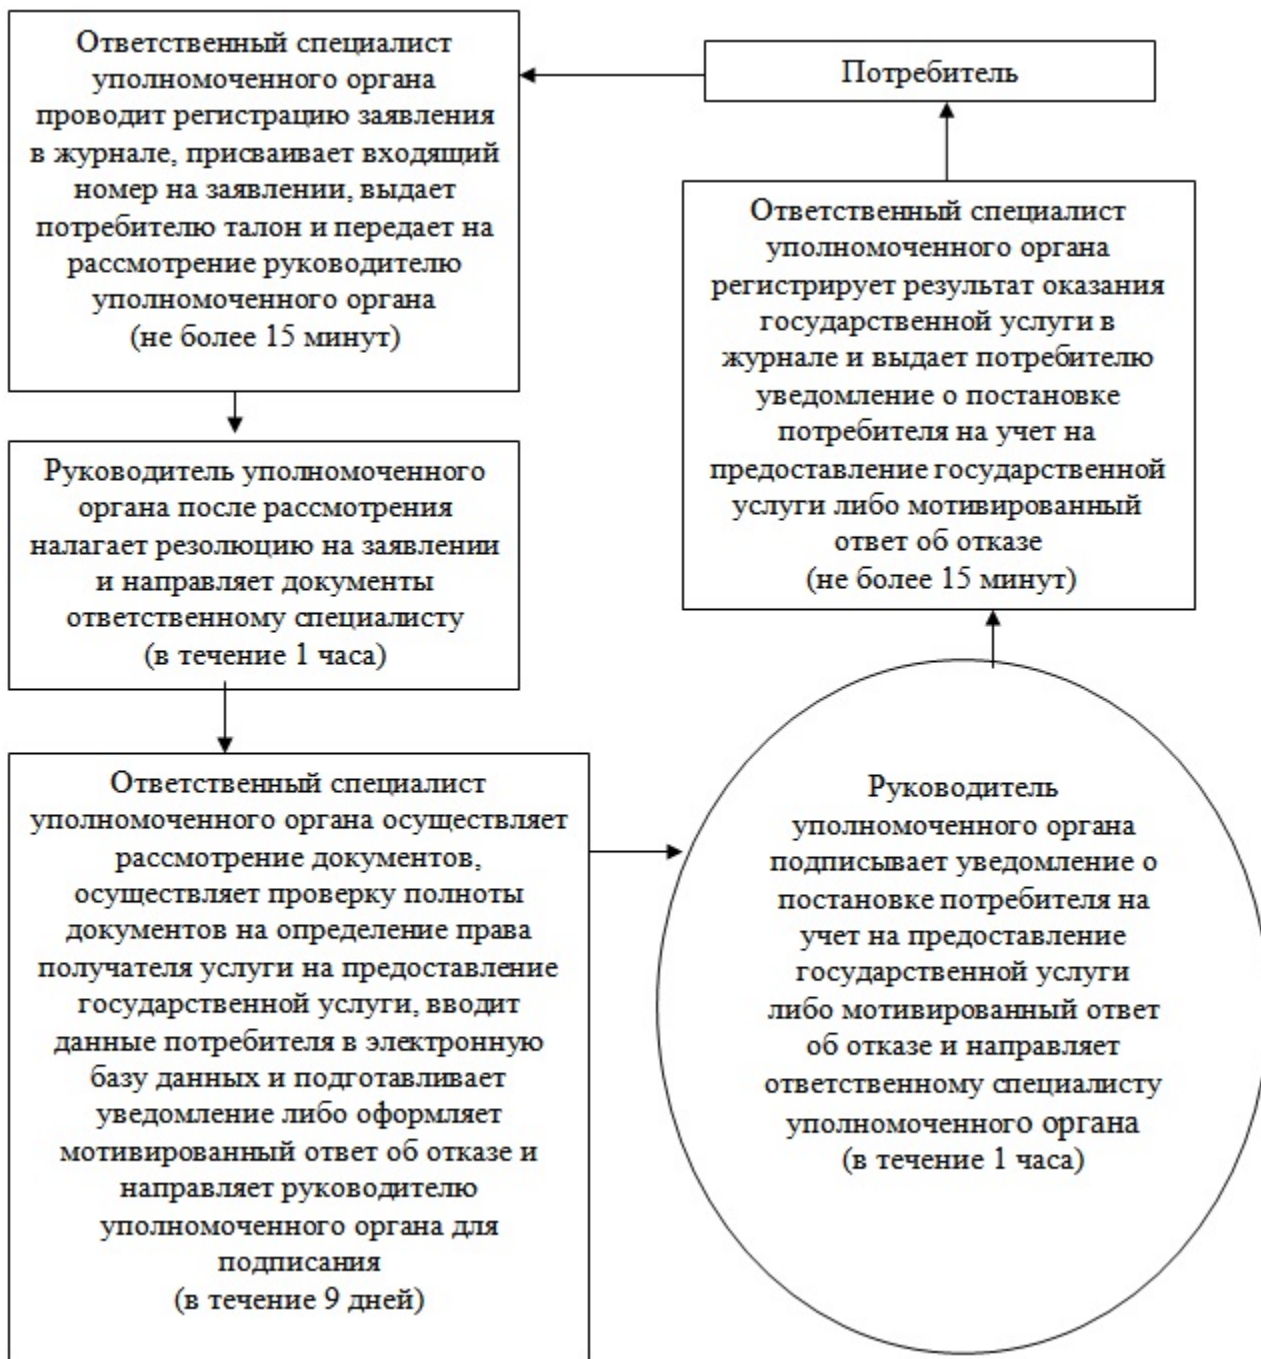 Ответственный специалист
уполномоченного органа
проводит регистрацию заявления
в журнале, присваивает входящий
номер на заявлении, выдает
потребителю талон и передает на
рассмотрение руководителю
уполномоченного органа
(не более 15 минут)
Потребитель
Руководитель уполномоченного
органа после рассмотрения
налагает резолюцию на заявлении
и направляет документы
ответственному специалисту
(в течение 1 часа)
Ответственный специалист
уполномоченного органа осуществляет
рассмотрение документов,
осуществляет проверку полноты
документов на определение права
получателя услуги на предоставление
государственной услуги, вводит
данные потребителя в электронную
базу данных и подготавливает
уведомление либо оформляет
мотивированный ответ об отказе и
направляет руководителю
уполномоченного органа для
подписания
(в течение 9 дней)
Руководитель
уполномоченного органа
подписывает уведомление о
постановке потребителя на
учет на предоставление
государственной услуги
либо мотивированный ответ
об отказе и направляет
ответственному специалисту
уполномоченного органа
(в течение 1 часа)
Ответственный специалист
уполномоченного органа
регистрирует результат оказания
государственной услуги в
журнале и выдает потребителю
уведомление о постановке
потребителя на учет на
предоставление государственной
услуги либо мотивированный
ответ об отказе
(не более 15 минут)